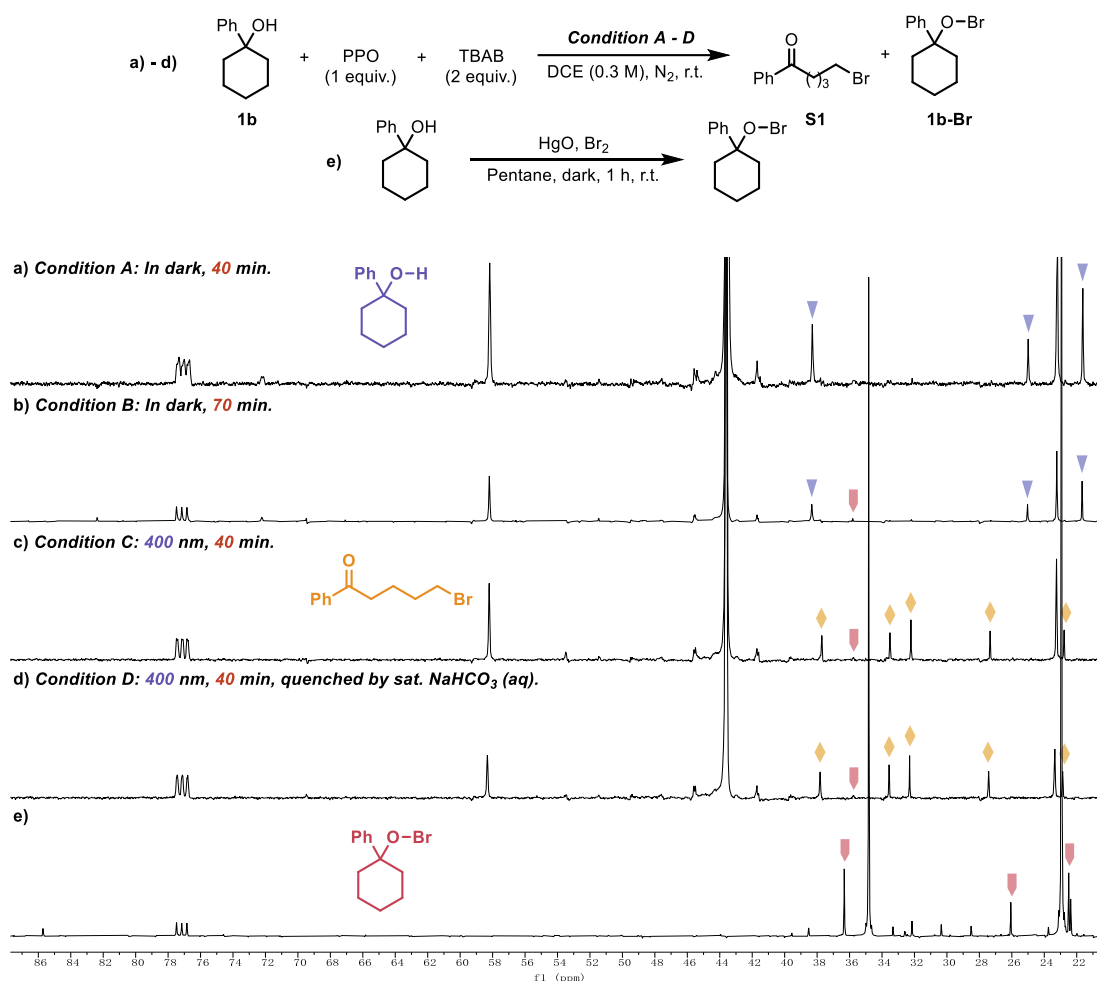 a) - d)
Ph OH
1b
+
PPO
(1 equiv.)
+
TBAB
(2 equiv.)
Condition A - D
DCE (0.3 M), N2, r.t.
O
Ph ( )3 Br
S1
+
Ph O Br
1b-Br
e)
Ph OH
HgO, Br2
Pentane, dark, 1 h, r.t.
Ph O Br
a) Condition A: In dark, 40 min.
Ph O H
b) Condition B: In dark, 70 min.
c) Condition C: 400 nm, 40 min.
O
Ph Br
d) Condition D: 400 nm, 40 min, quenched by sat. NaHCO3 (aq).
e)
Ph O Br
86 84 82 80 78 76 74 72 70 68 66 64 62 60 58 56 54 52 50 48 46 44 42 40 38 36 34 32 30 28 26 24 22
f1 (ppm)